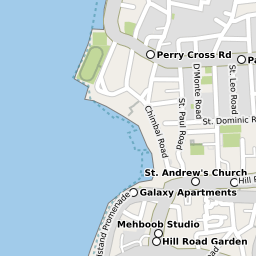 Perry Cross Rd
Pa
D'Monte Road
St. Leo Road
St. Paul Road
Chimbai Road
St. Dominic R
St. Andrew's Church
Hill R
Galaxy Apartments
stand Promenade
Mehboob Studio
Hill Road Garden